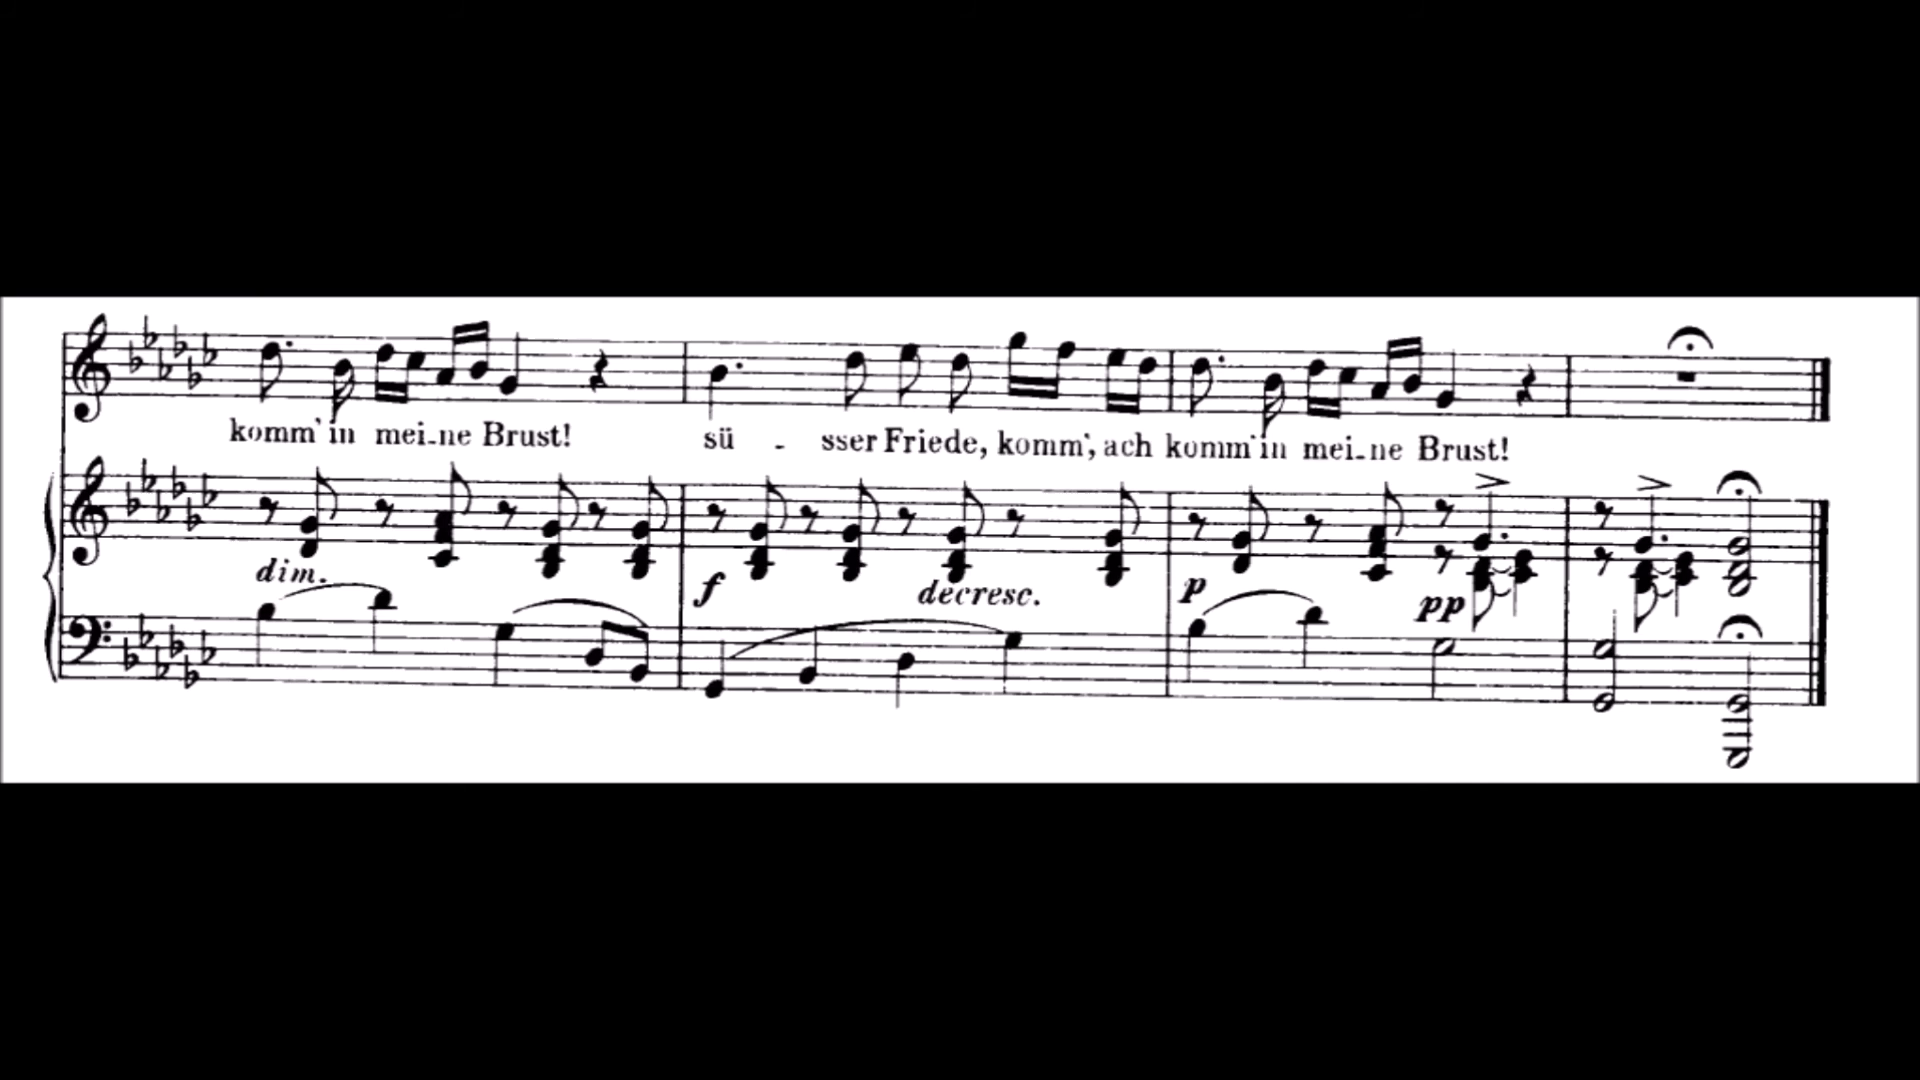 komm' in mei-ne Brust! sü - sser Friede, komm', ach komm' in mei-ne Brust!
dim. f decresc. p pp